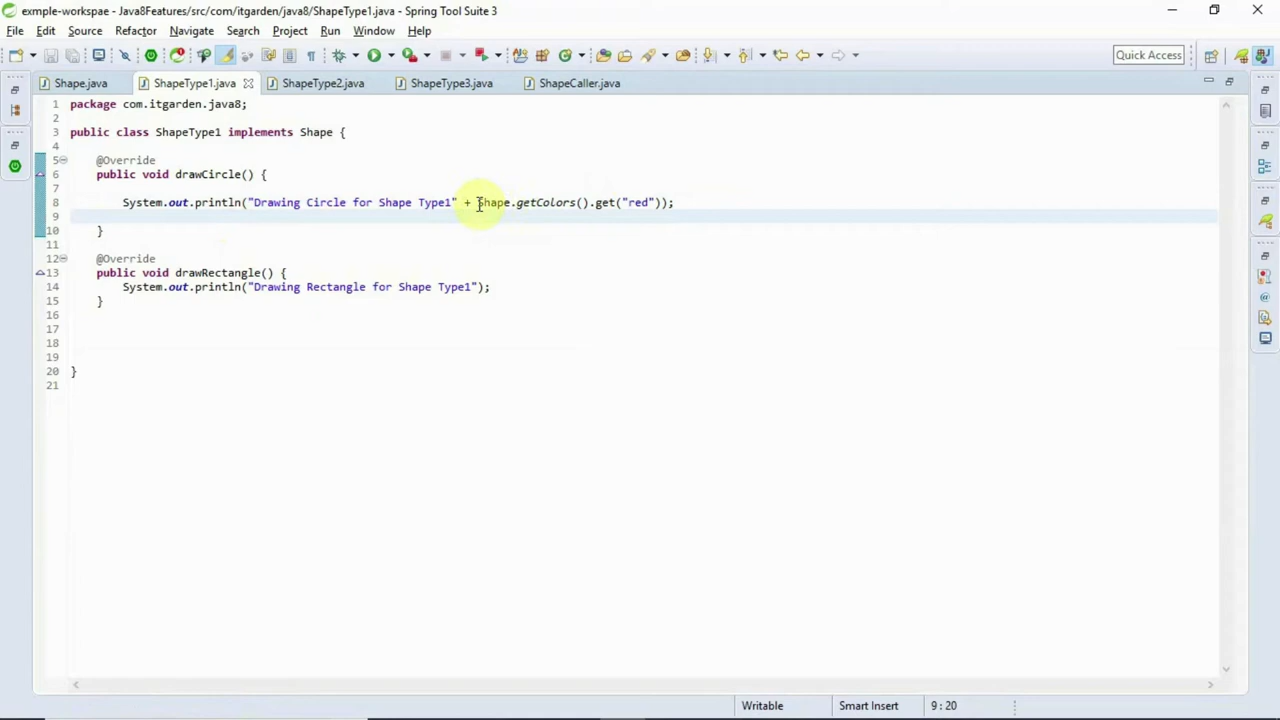 exmple-workspae - Java8Features/src/com/itgarden/java8/ShapeType1.java - Spring Tool Suite 3
File Edit Source Refactor Navigate Search Project Run Window Help
Quick Access
Shape.java ShapeType1.java ShapeType2.java ShapeType3.java ShapeCaller.java
1 package com.itgarden.java8;
2
3 public class ShapeType1 implements Shape {
4
5 @Override
6 public void drawCircle() {
7
8 System.out.println("Drawing Circle for Shape Type1" + Shape.getColors().get("red"));
9
10 }
11
12 @Override
13 public void drawRectangle() {
14 System.out.println("Drawing Rectangle for Shape Type1");
15 }
16
17
18
19
20 }
21
Writable Smart Insert 9 : 20